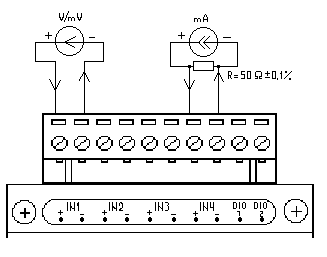 V/mV
mA
+ −
+ −
R=50 Ω ±0,1%
IN1 IN2 IN3 IN4 DIO DIO
+ − + − + − + − 1 2